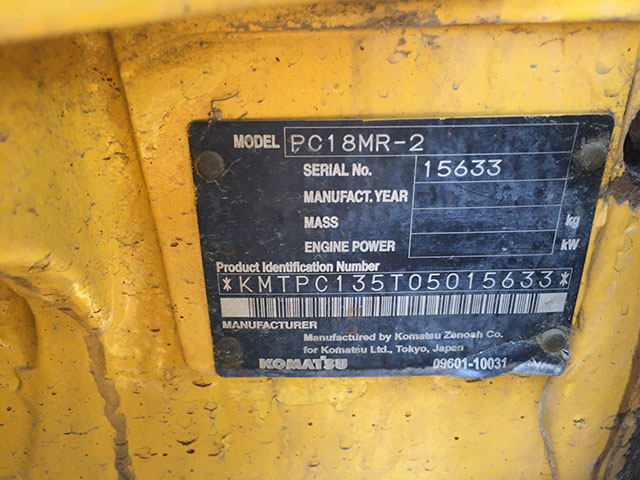 MODEL PC18MR-2
SERIAL No. 15633
MANUFACT.YEAR
MASS kg
ENGINE POWER kW
Product Identification Number
*KMTPC135T05015633*
MANUFACTURER
Manufactured by Komatsu Zenoah Co.
for Komatsu Ltd., Tokyo, Japan
KOMATSU 09601-10031